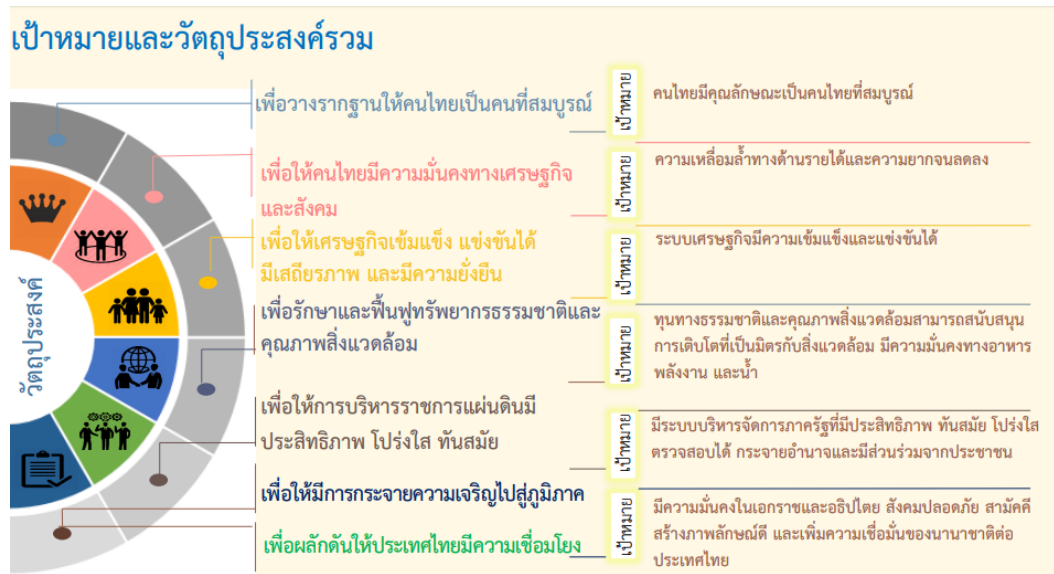 เป้าหมายและวัตถุประสงค์รวม
วัตถุประสงค์
เพื่อวางรากฐานให้คนไทยเป็นคนที่สมบูรณ์
เป้าหมาย
คนไทยมีคุณลักษณะเป็นคนไทยที่สมบูรณ์
เพื่อให้คนไทยมีความมั่นคงทางเศรษฐกิจ
และสังคม
เป้าหมาย
ความเหลื่อมล้ำทางด้านรายได้และความยากจนลดลง
เพื่อให้เศรษฐกิจเข้มแข็ง แข่งขันได้
มีเสถียรภาพ และมีความยั่งยืน
เป้าหมาย
ระบบเศรษฐกิจมีความเข้มแข็งและแข่งขันได้
เพื่อรักษาและฟื้นฟูทรัพยากรธรรมชาติและ
คุณภาพสิ่งแวดล้อม
เป้าหมาย
ทุนทางธรรมชาติและคุณภาพสิ่งแวดล้อมสามารถสนับสนุน
การเติบโตที่เป็นมิตรกับสิ่งแวดล้อม มีความมั่นคงทางอาหาร
พลังงาน และน้ำ
เพื่อให้การบริหารราชการแผ่นดินมี
ประสิทธิภาพ โปร่งใส ทันสมัย
เป้าหมาย
มีระบบบริหารจัดการภาครัฐที่มีประสิทธิภาพ ทันสมัย โปร่งใส
ตรวจสอบได้ กระจายอำนาจและมีส่วนร่วมจากประชาชน
เพื่อให้มีการกระจายความเจริญไปสู่ภูมิภาค
เพื่อผลักดันให้ประเทศไทยมีความเชื่อมโยง
เป้าหมาย
มีความมั่นคงในเอกราชและอธิปไตย สังคมปลอดภัย สามัคคี
สร้างภาพลักษณ์ดี และเพิ่มความเชื่อมั่นของนานาชาติต่อ
ประเทศไทย